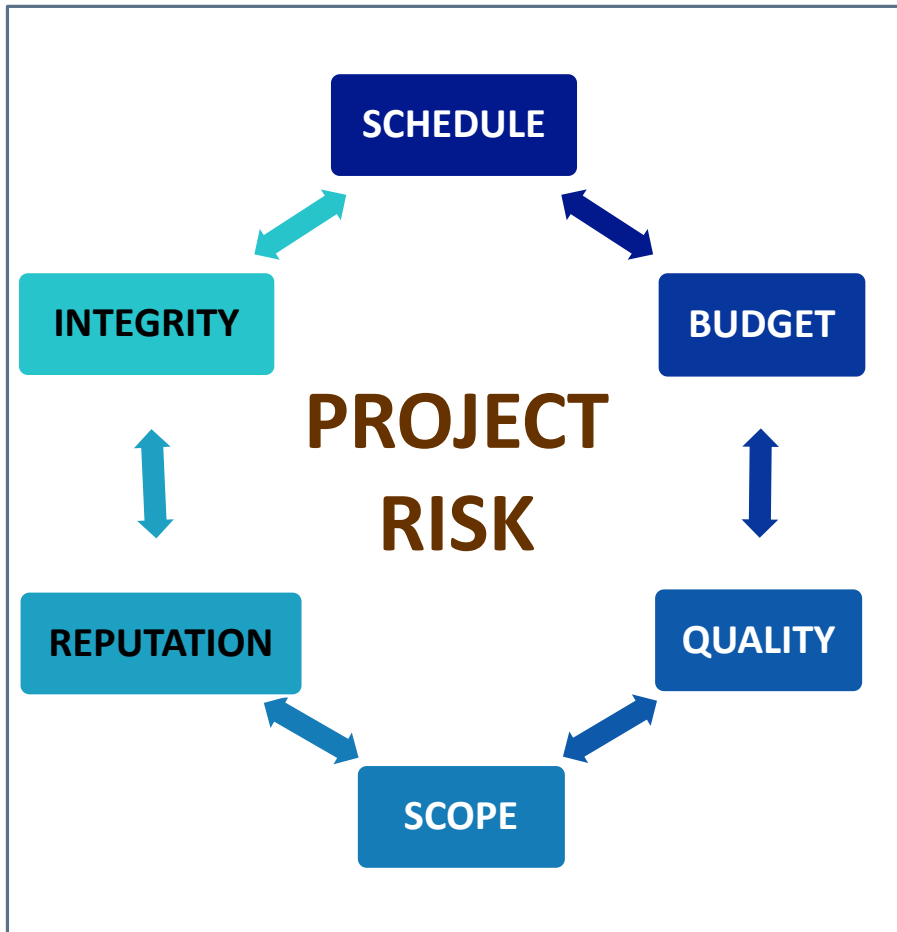 SCHEDULE
BUDGET
QUALITY
SCOPE
REPUTATION
INTEGRITY
PROJECT
RISK